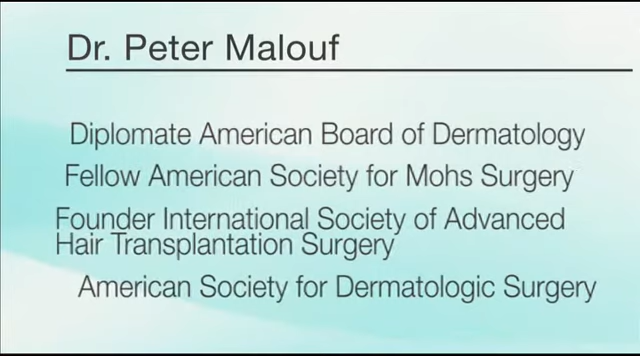 Dr. Peter Malouf
Diplomate American Board of Dermatology
Fellow American Society for Mohs Surgery
Founder International Society of Advanced
Hair Transplantation Surgery
American Society for Dermatologic Surgery